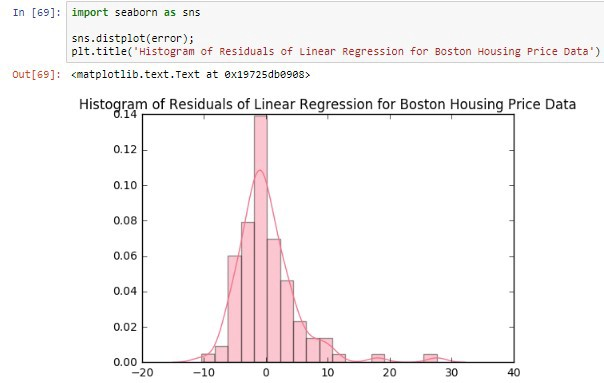 In [69]: import seaborn as sns
sns.distplot(error);
plt.title('Histogram of Residuals of Linear Regression for Boston Housing Price Data')
Out[69]: <matplotlib.text.Text at 0x19725db0908>
Histogram of Residuals of Linear Regression for Boston Housing Price Data
0.14
0.12
0.10
0.08
0.06
0.04
0.02
0.00
−20 −10 0 10 20 30 40